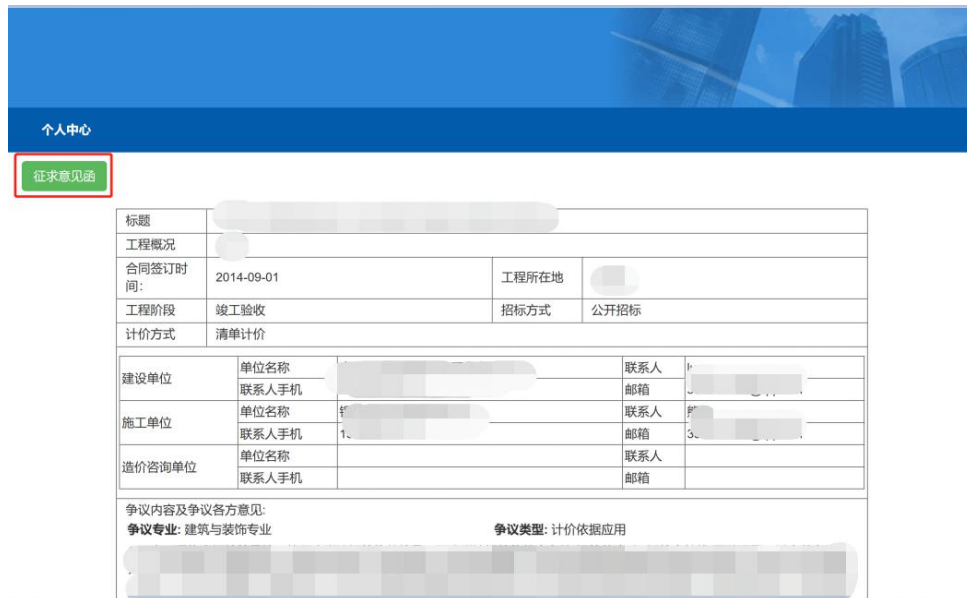 个人中心
征求意见函
标题
工程概况
合同签订时间: 2014-09-01 工程所在地
工程阶段 竣工验收 招标方式 公开招标
计价方式 清单计价
建设单位 单位名称 联系人
联系人手机 邮箱
施工单位 单位名称 联系人
联系人手机 邮箱
造价咨询单位 单位名称 联系人
联系人手机 邮箱
争议内容及争议各方意见:
争议专业: 建筑与装饰专业 争议类型: 计价依据应用